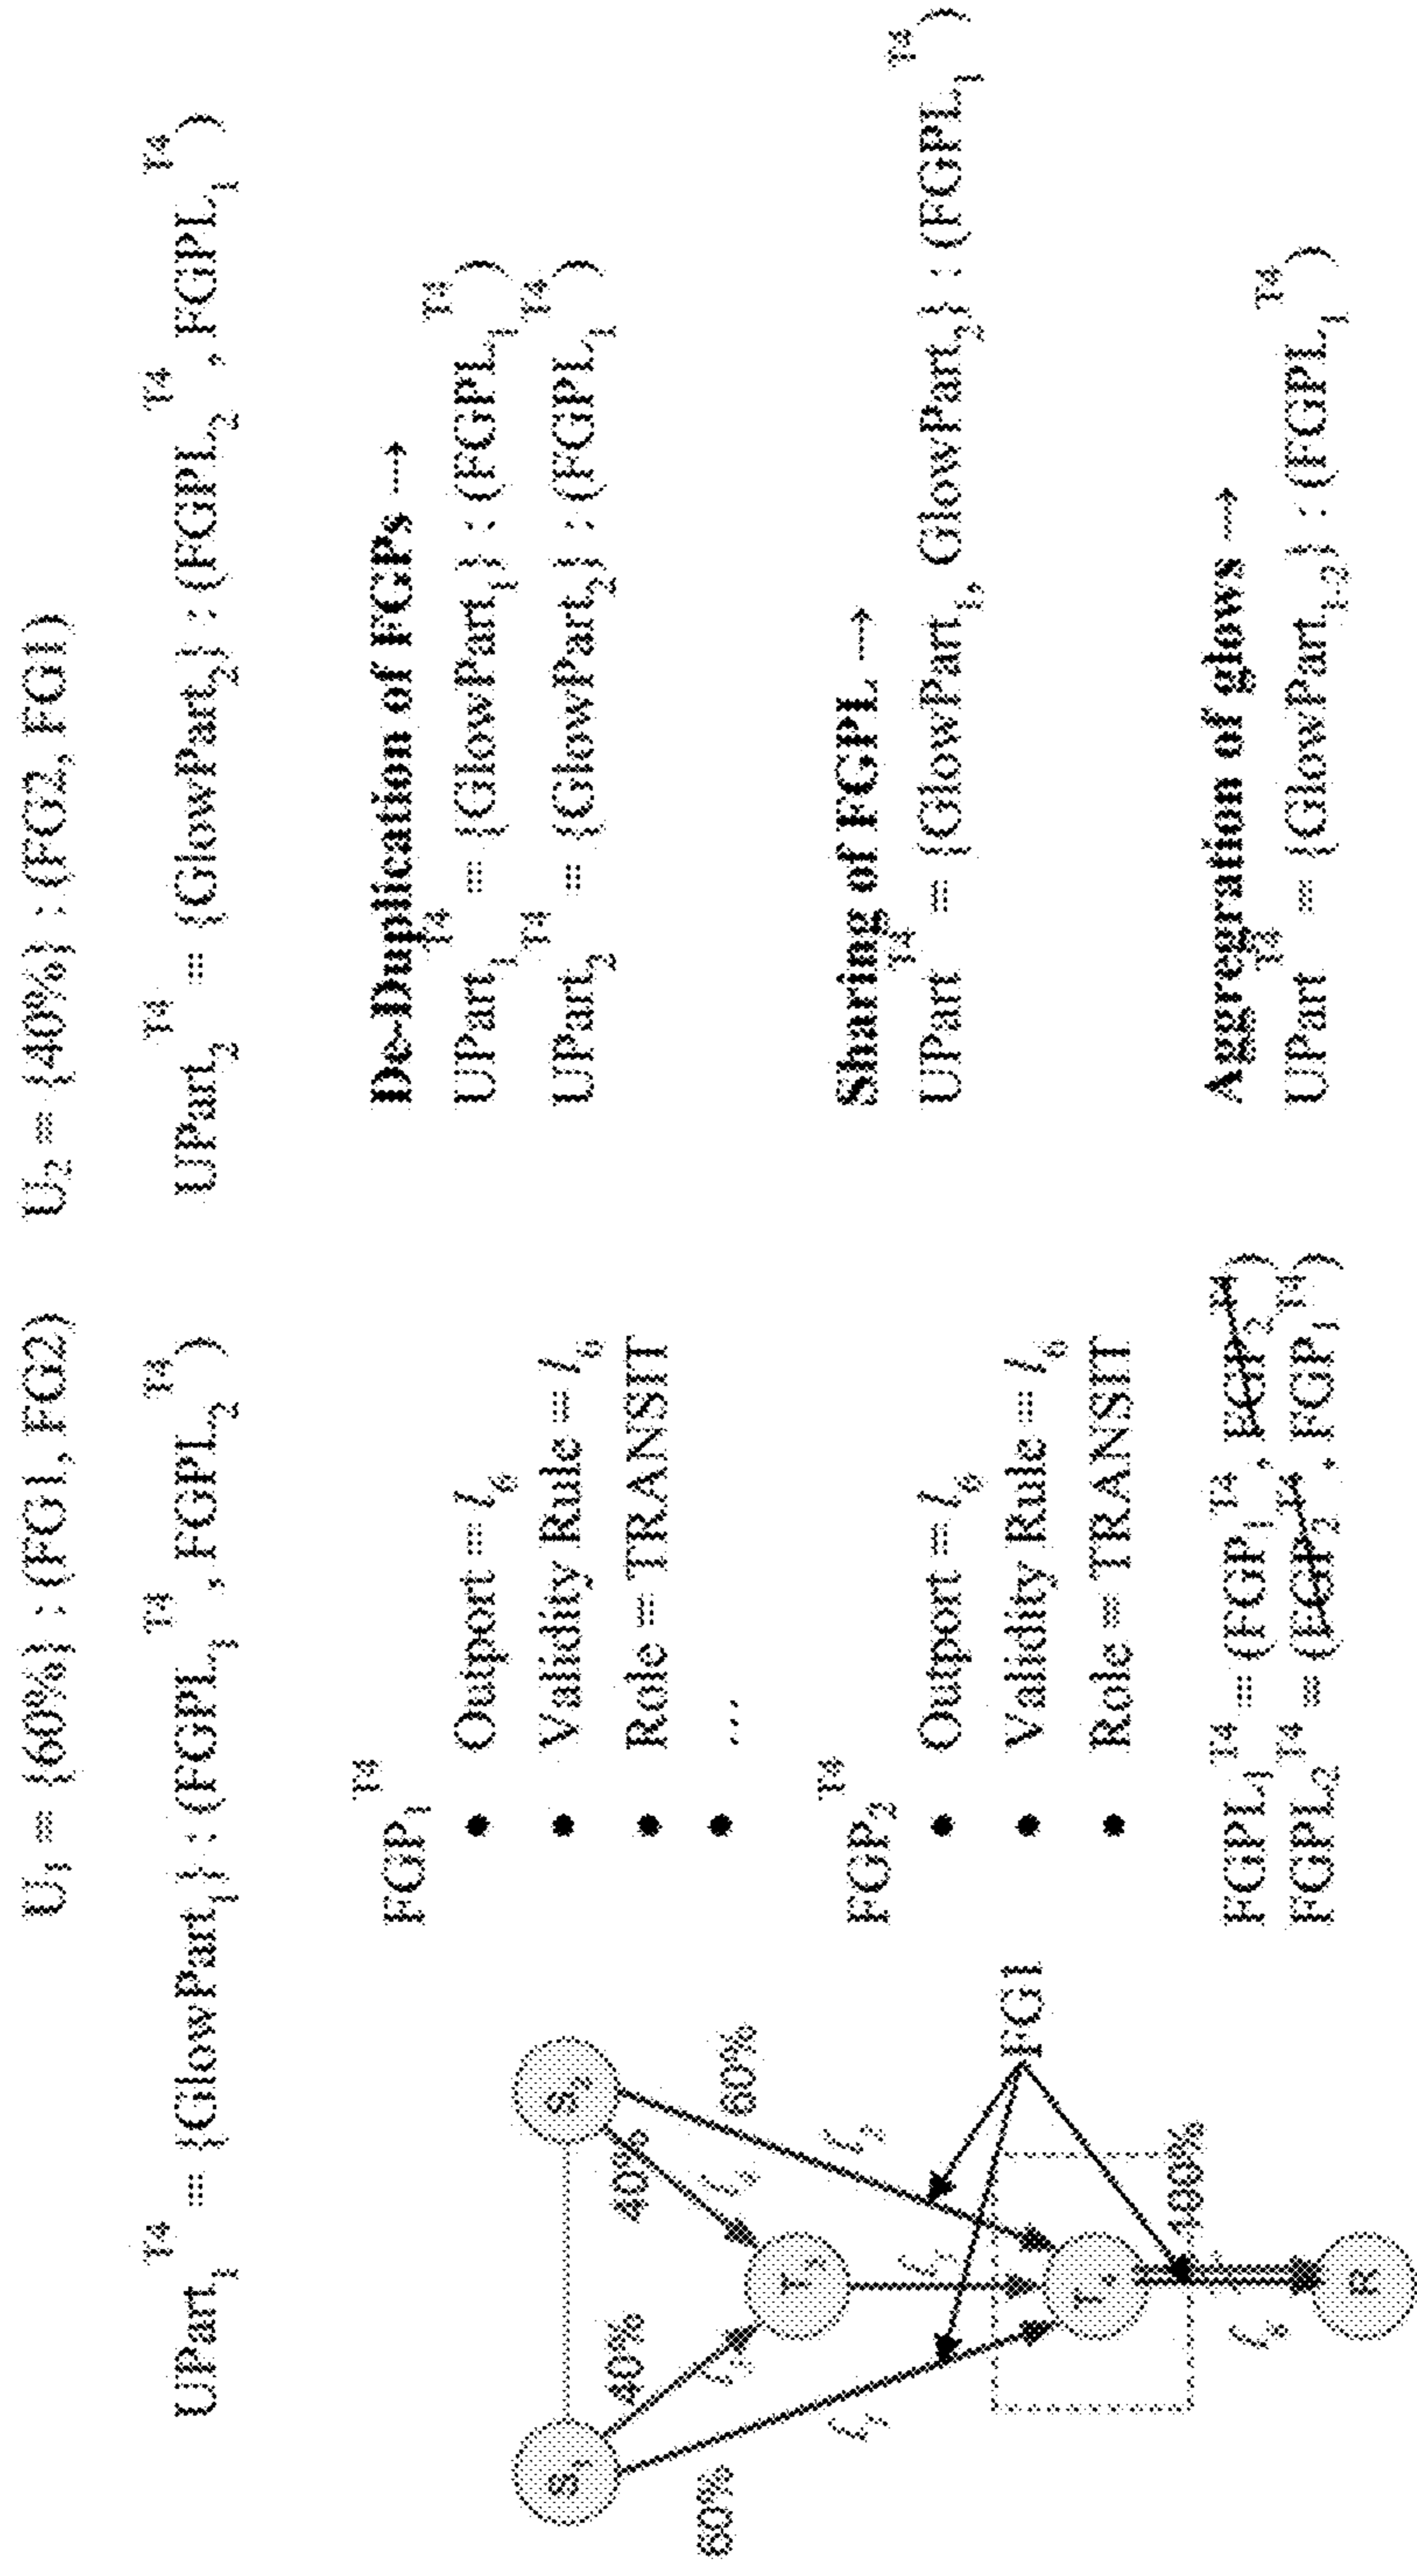 U₁ = {60%} : (FG1, FG2)
U₂ = {40%} : (FG2, FG1)
UPart₁^T4 = {GlowPart₁} : (FGPL₁^T4, FGPL₂^T4)
UPart₂^T4 = {GlowPart₂} : (FGPL₂^T4, FGPL₁^T4)
S₁
60%
40%
40%
60%
T₃
T₄
R
100%
FG1
FGP₁^T4
• Outport = l₆
• Validity Rule = l₆
• Role = TRANSIT
• ...
FGP₂^T4
• Outport = l₆
• Validity Rule = l₆
• Role = TRANSIT
FGPL₁^T4 = (FGP₁^T4, FGP₂^T4)
FGPL₂^T4 = (FGP₂^T4, FGP₁^T4)
De-Duplication of FGPs →
UPart₁^T4 = {GlowPart₁} : (FGPL₁^T4)
UPart₂^T4 = {GlowPart₂} : (FGPL₁^T4)
Sharing of FGPL →
UPart^T4 = {GlowPart₁, GlowPart₂} : (FGPL₁^T4)
Aggregration of glows →
UPart^T4 = {GlowPart₁₋₂} : (FGPL₁^T4)